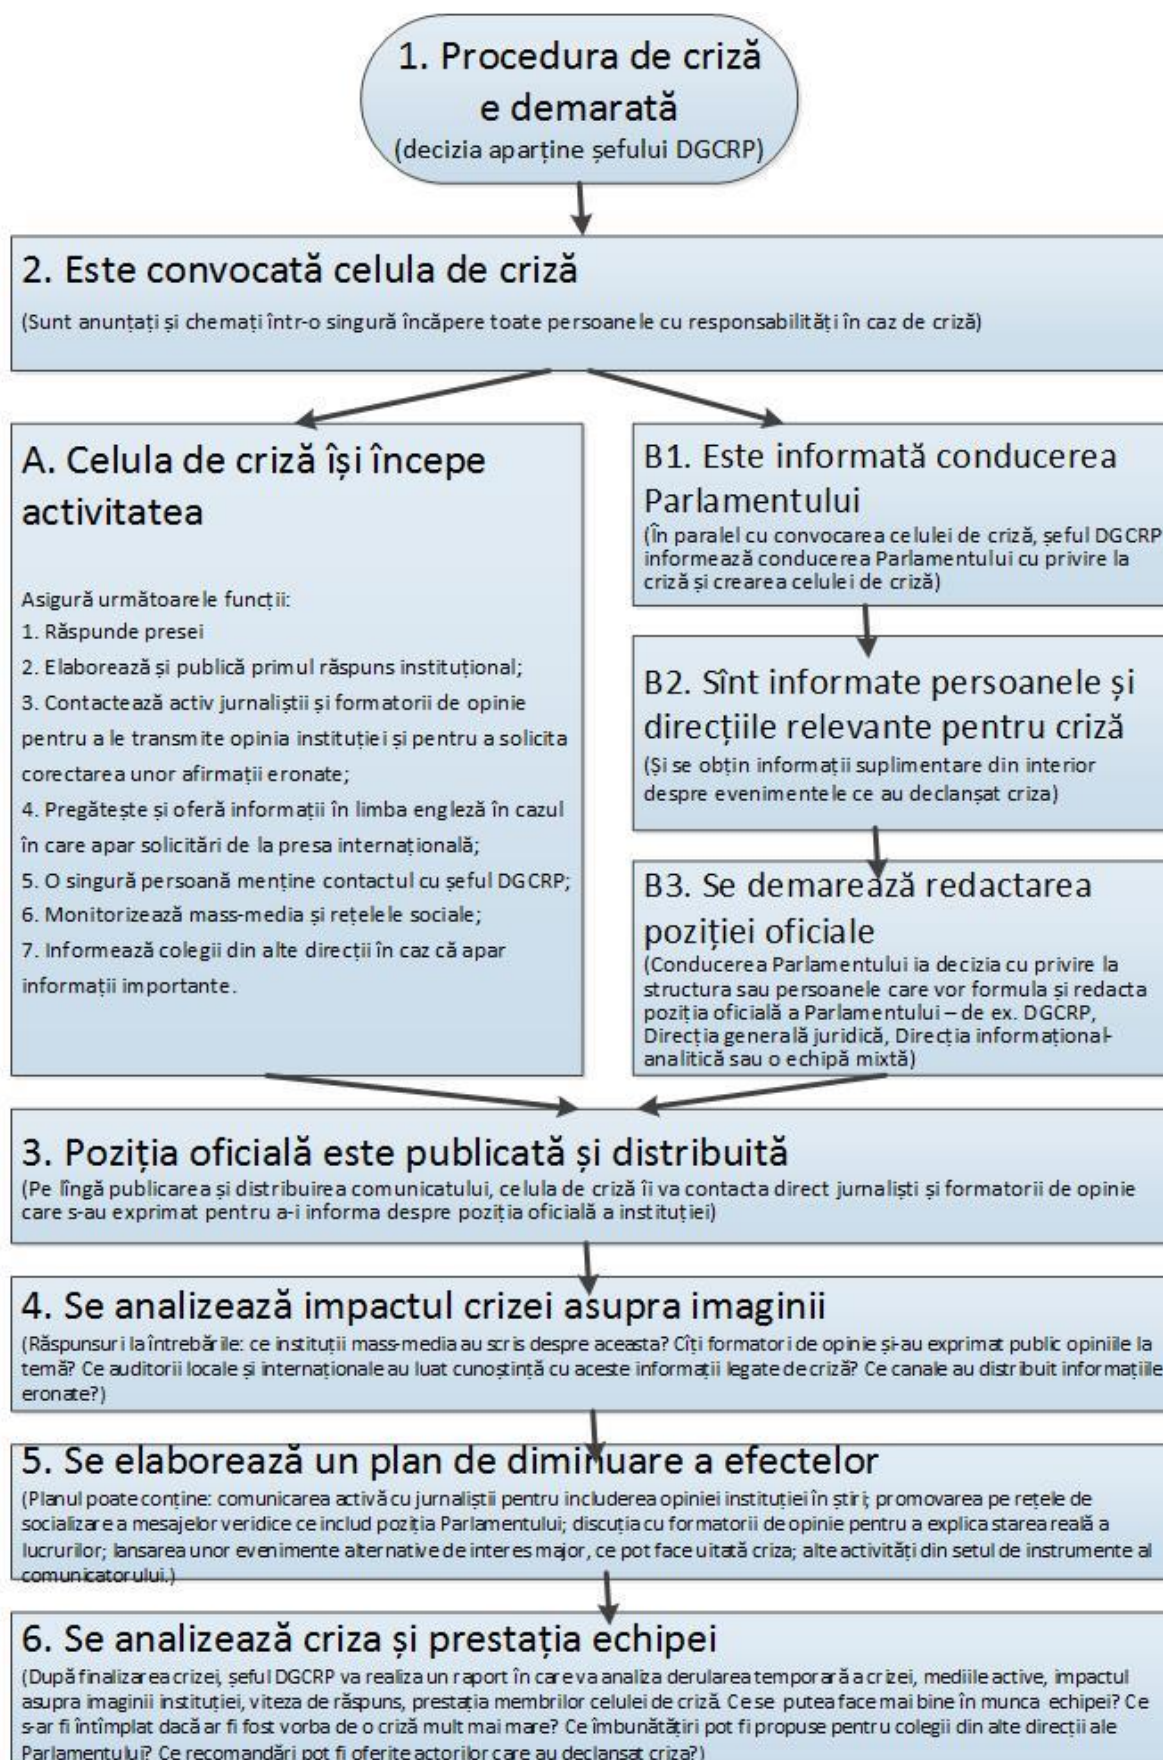 1. Procedura de criză
e demarată
(decizia aparține șefului DGCRP)
2. Este convocată celula de criză
(Sunt anunțați și chemați într-o singură încăpere toate persoanele cu responsabilități în caz de criză)
A. Celula de criză își începe
activitatea
Asigură următoarele funcții:
1. Răspunde presei
2. Elaborează și publică primul răspuns instituțional;
3. Contactează activ jurnaliștii și formatorii de opinie
pentru a le transmite opinia instituției și pentru a solicita
corectarea unor afirmații eronate;
4. Pregătește și oferă informații în limba engleză în cazul
în care apar solicitări de la presa internațională;
5. O singură persoană menține contactul cu șeful DGCRP;
6. Monitorizează mass-media și rețelele sociale;
7. Informează colegii din alte direcții în caz că apar
informații importante.
B1. Este informată conducerea
Parlamentului
(În paralel cu convocarea celulei de criză, șeful DGCRP
informează conducerea Parlamentului cu privire la
criză și crearea celulei de criză)
B2. Sînt informate persoanele și
direcțiile relevante pentru criză
(Și se obțin informații suplimentare din interior
despre evenimentele ce au declanșat criza)
B3. Se demarează redactarea
poziției oficiale
(Conducerea Parlamentului ia decizia cu privire la
structura sau persoanele care vor formula și redacta
poziția oficială a Parlamentului – de ex. DGCRP,
Direcția generală juridică, Direcția informațional-
analitică sau o echipă mixtă)
3. Poziția oficială este publicată și distribuită
(Pe lîngă publicarea și distribuirea comunicatului, celula de criză îi va contacta direct jurnaliști și formatorii de opinie
care s-au exprimat pentru a-i informa despre poziția oficială a instituției)
4. Se analizează impactul crizei asupra imaginii
(Răspunsuri la întrebările: ce instituții mass-media au scris despre aceasta? Cîți formatori de opinie și-au exprimat public opiniile la
temă? Ce auditorii locale și internaționale au luat cunoștință cu aceste informații legate de criză? Ce canale au distribuit informațiile
eronate?)
5. Se elaborează un plan de diminuare a efectelor
(Planul poate conține: comunicarea activă cu jurnaliștii pentru includerea opiniei instituției în știri; promovarea pe rețele de
socializare a mesajelor veridice ce includ poziția Parlamentului; discuția cu formatorii de opinie pentru a explica starea reală a
lucrurilor; lansarea unor evenimente alternative de interes major, ce pot face uitată criza; alte activități din setul de instrumente al
comunicatorului.)
6. Se analizează criza și prestația echipei
(După finalizarea crizei, șeful DGCRP va realiza un raport în care va analiza derularea temporară a crizei, mediile active, impactul
asupra imaginii instituției, viteza de răspuns, prestația membrilor celulei de criză. Ce se putea face mai bine în munca echipei? Ce
s-ar fi întîmplat dacă ar fi fost vorba de o criză mult mai mare? Ce îmbunătățiri pot fi propuse pentru colegii din alte direcții ale
Parlamentului? Ce recomandări pot fi oferite actorilor care au declanșat criza?)